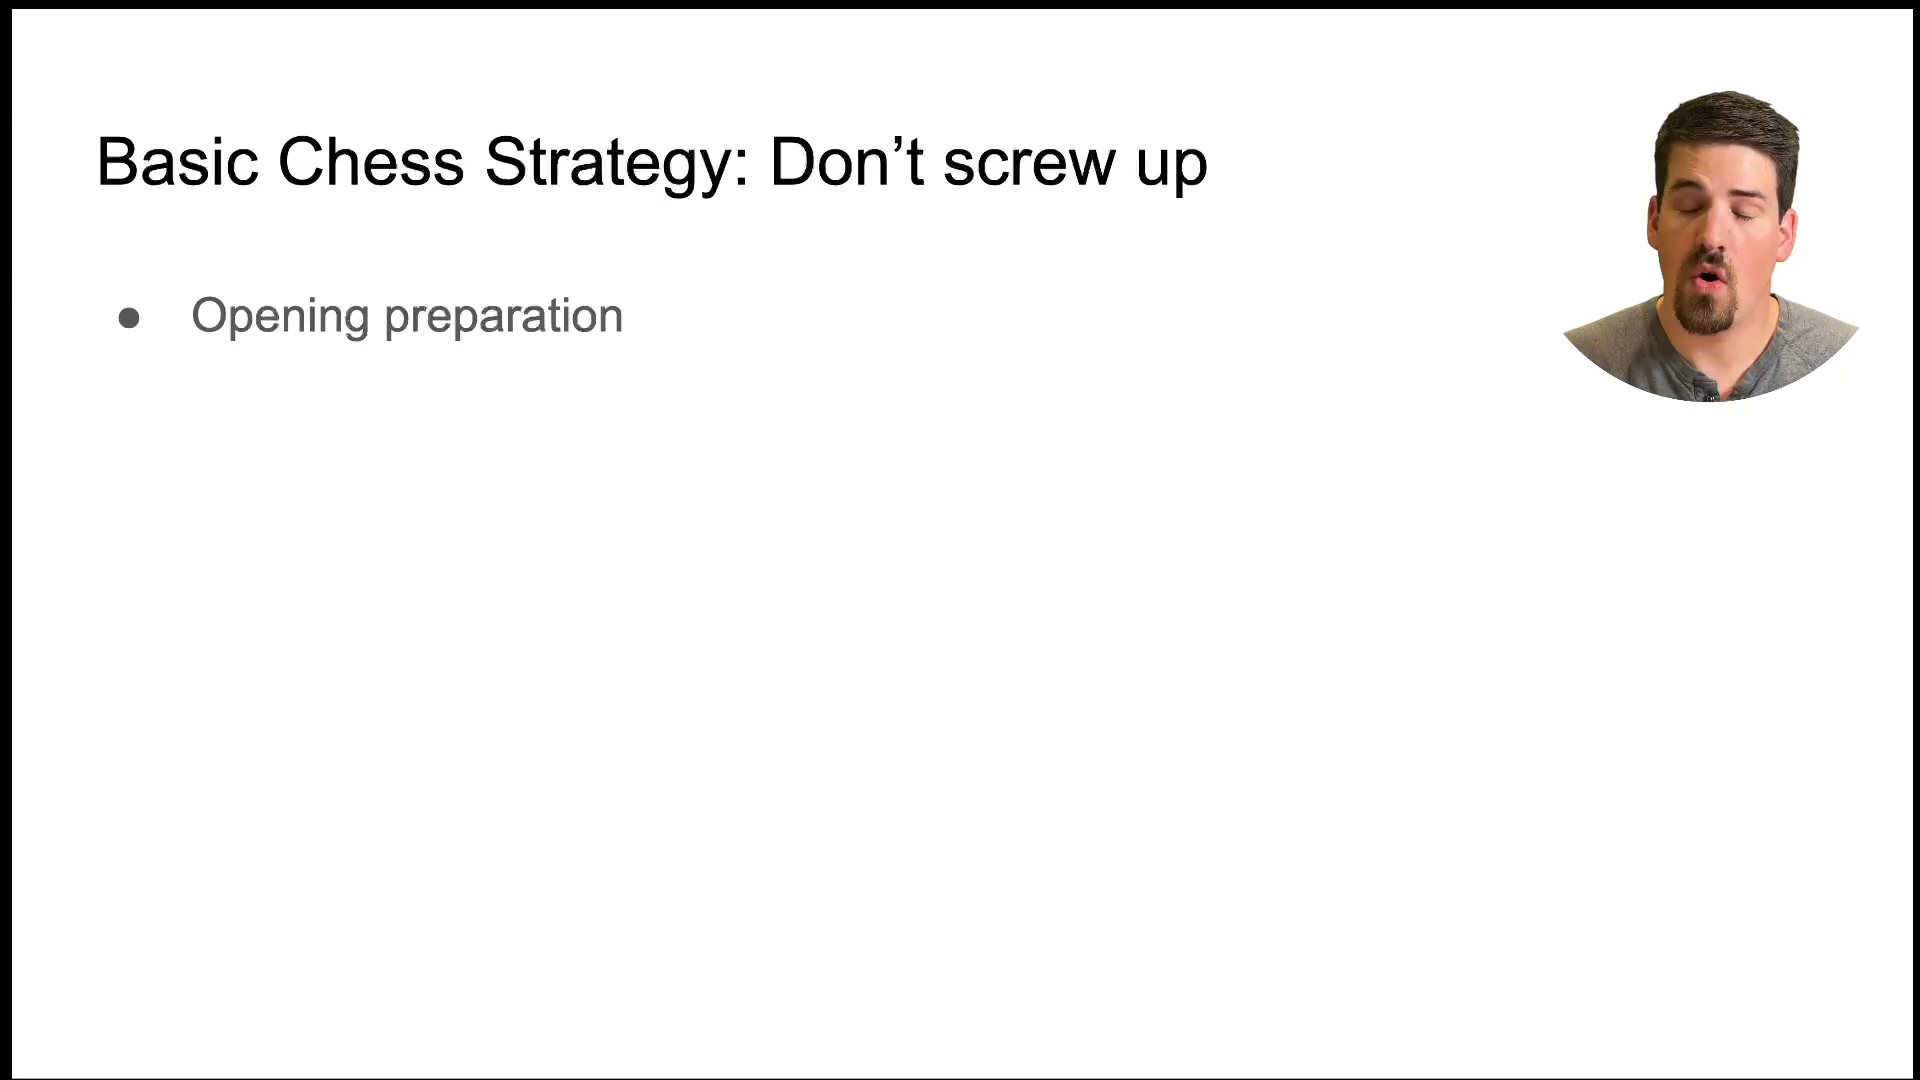 Basic Chess Strategy: Don’t screw up
● Opening preparation